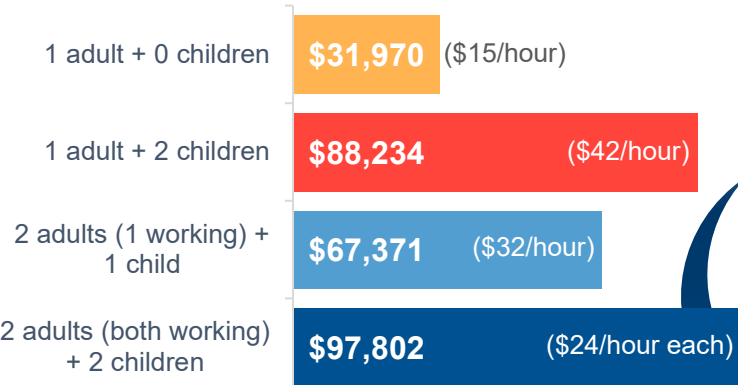 1 adult + 0 children $31,970 ($15/hour)
1 adult + 2 children $88,234 ($42/hour)
2 adults (1 working) +
1 child
$67,371 ($32/hour)
2 adults (both working)
+ 2 children
$97,802 ($24/hour each)